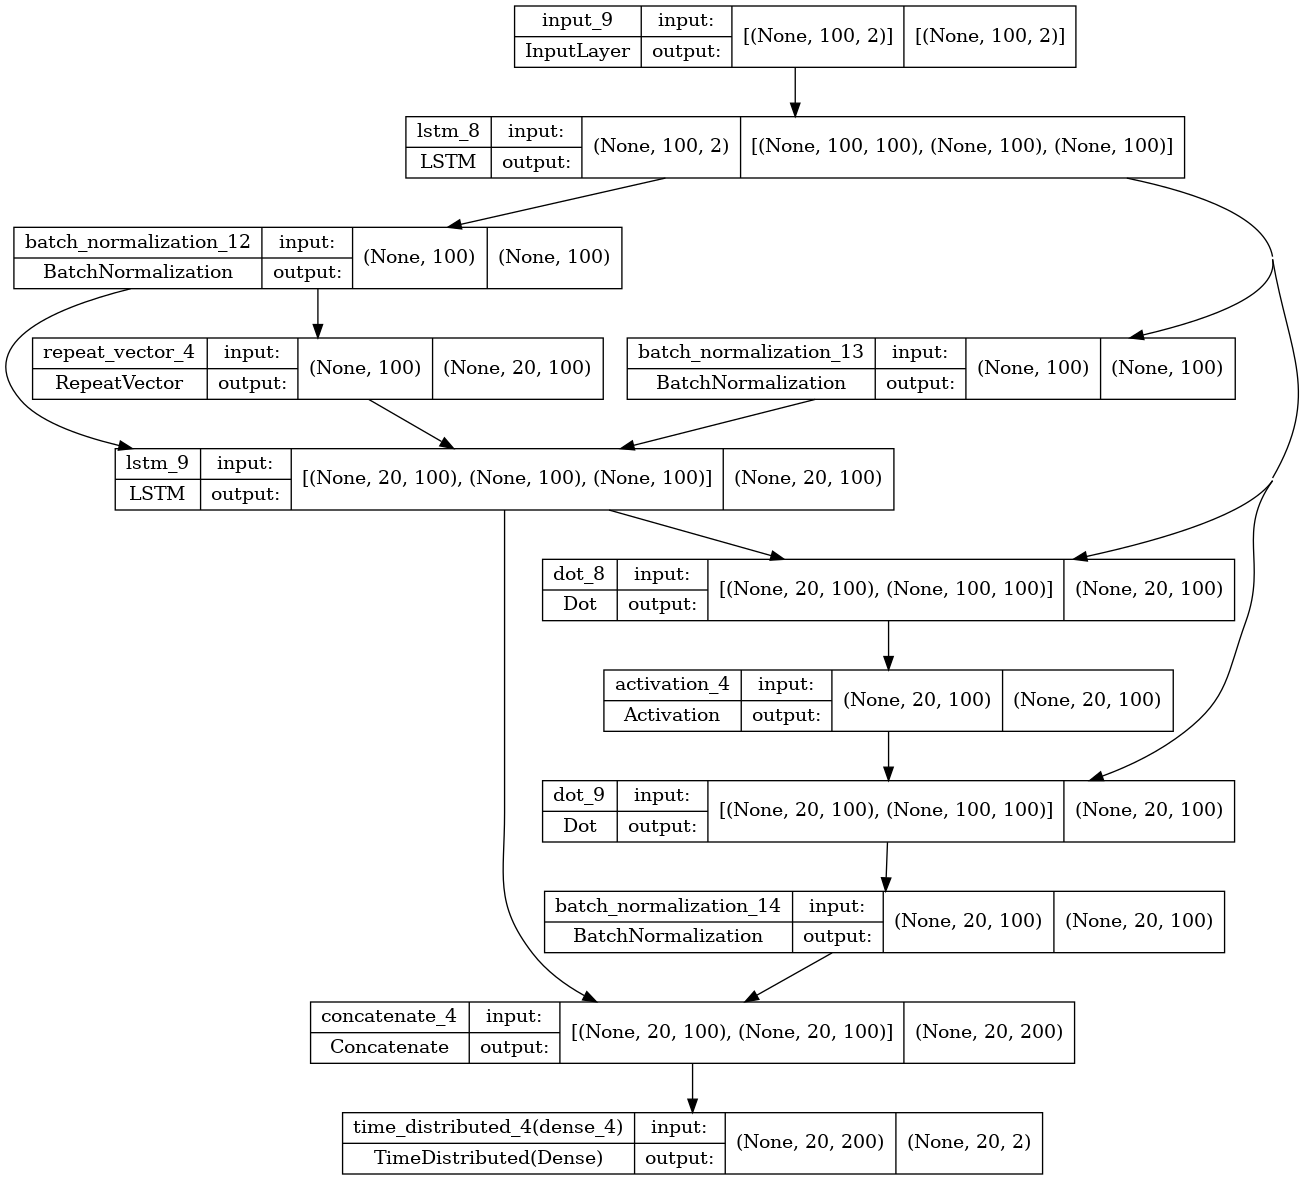 input_9 input: [(None, 100, 2)] [(None, 100, 2)]
InputLayer output:
lstm_8 input: (None, 100, 2) [(None, 100, 100), (None, 100), (None, 100)]
LSTM output:
batch_normalization_12 input: (None, 100) (None, 100)
BatchNormalization output:
repeat_vector_4 input: (None, 100) (None, 20, 100)
RepeatVector output:
batch_normalization_13 input: (None, 100) (None, 100)
BatchNormalization output:
lstm_9 input: [(None, 20, 100), (None, 100), (None, 100)] (None, 20, 100)
LSTM output:
dot_8 input: [(None, 20, 100), (None, 100, 100)] (None, 20, 100)
Dot output:
activation_4 input: (None, 20, 100) (None, 20, 100)
Activation output:
dot_9 input: [(None, 20, 100), (None, 100, 100)] (None, 20, 100)
Dot output:
batch_normalization_14 input: (None, 20, 100) (None, 20, 100)
BatchNormalization output:
concatenate_4 input: [(None, 20, 100), (None, 20, 100)] (None, 20, 200)
Concatenate output:
time_distributed_4(dense_4) input: (None, 20, 200) (None, 20, 2)
TimeDistributed(Dense) output: